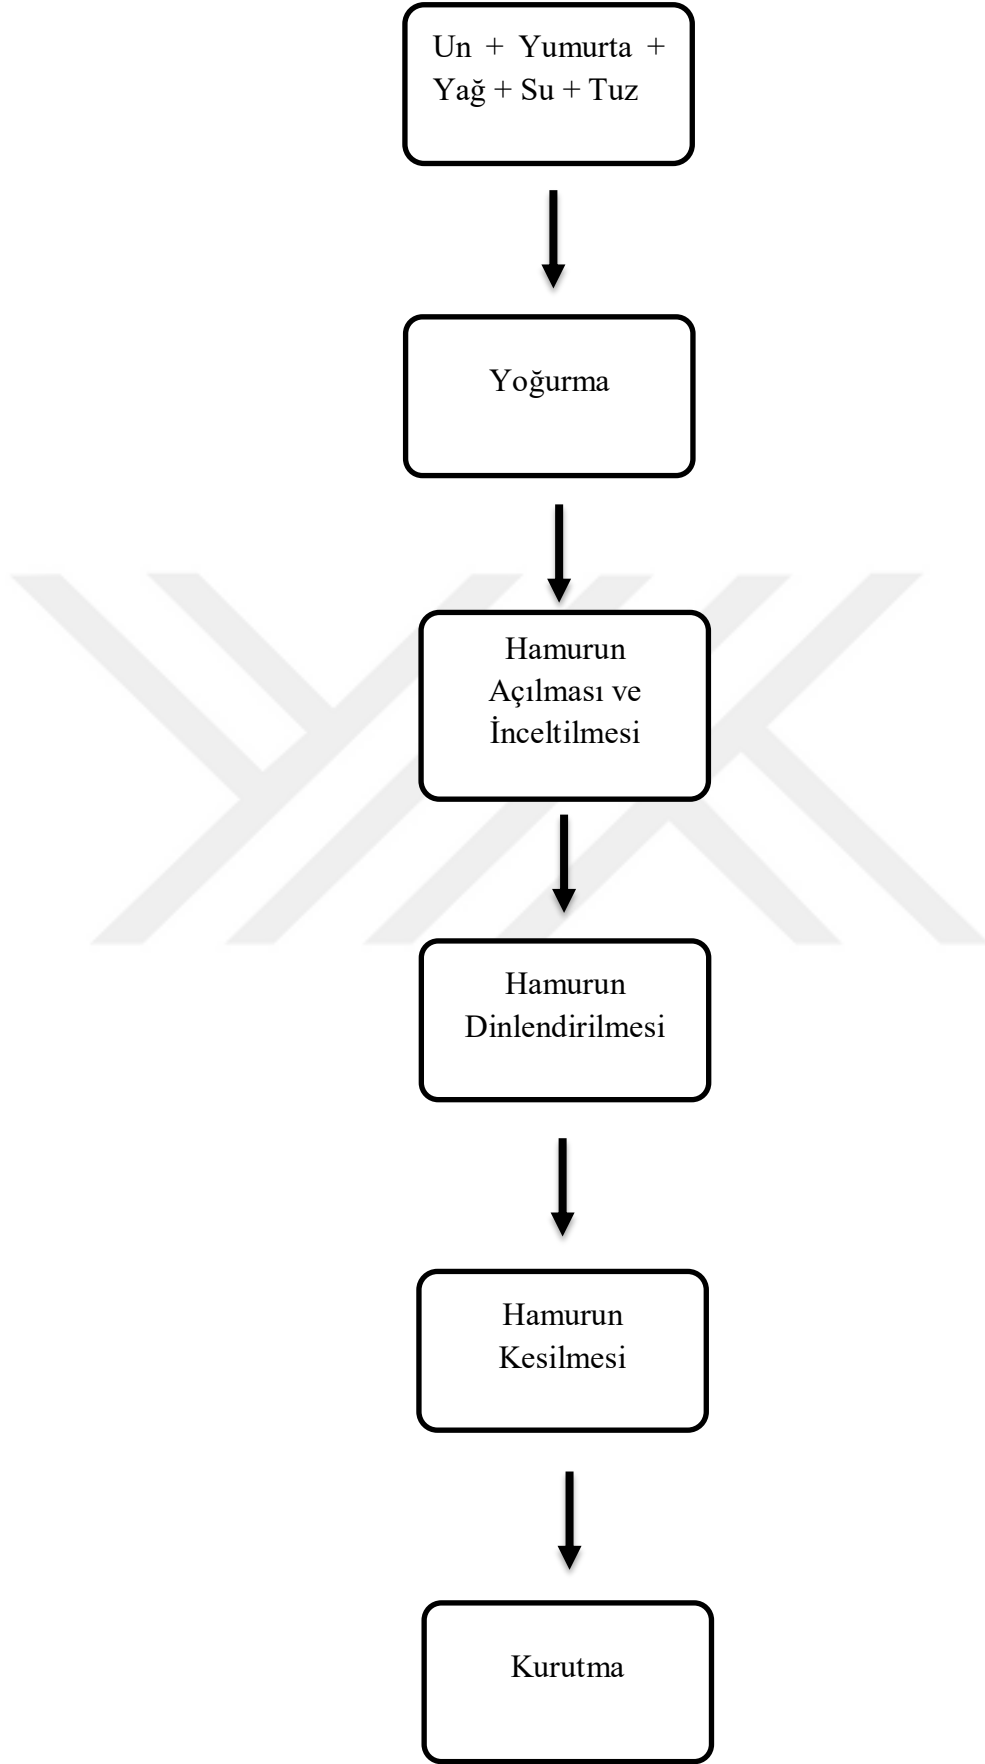 Un + Yumurta +
Yağ + Su + Tuz
Yoğurma
Hamurun
Açılması ve
İnceltilmesi
Hamurun
Dinlendirilmesi
Hamurun
Kesilmesi
Kurutma